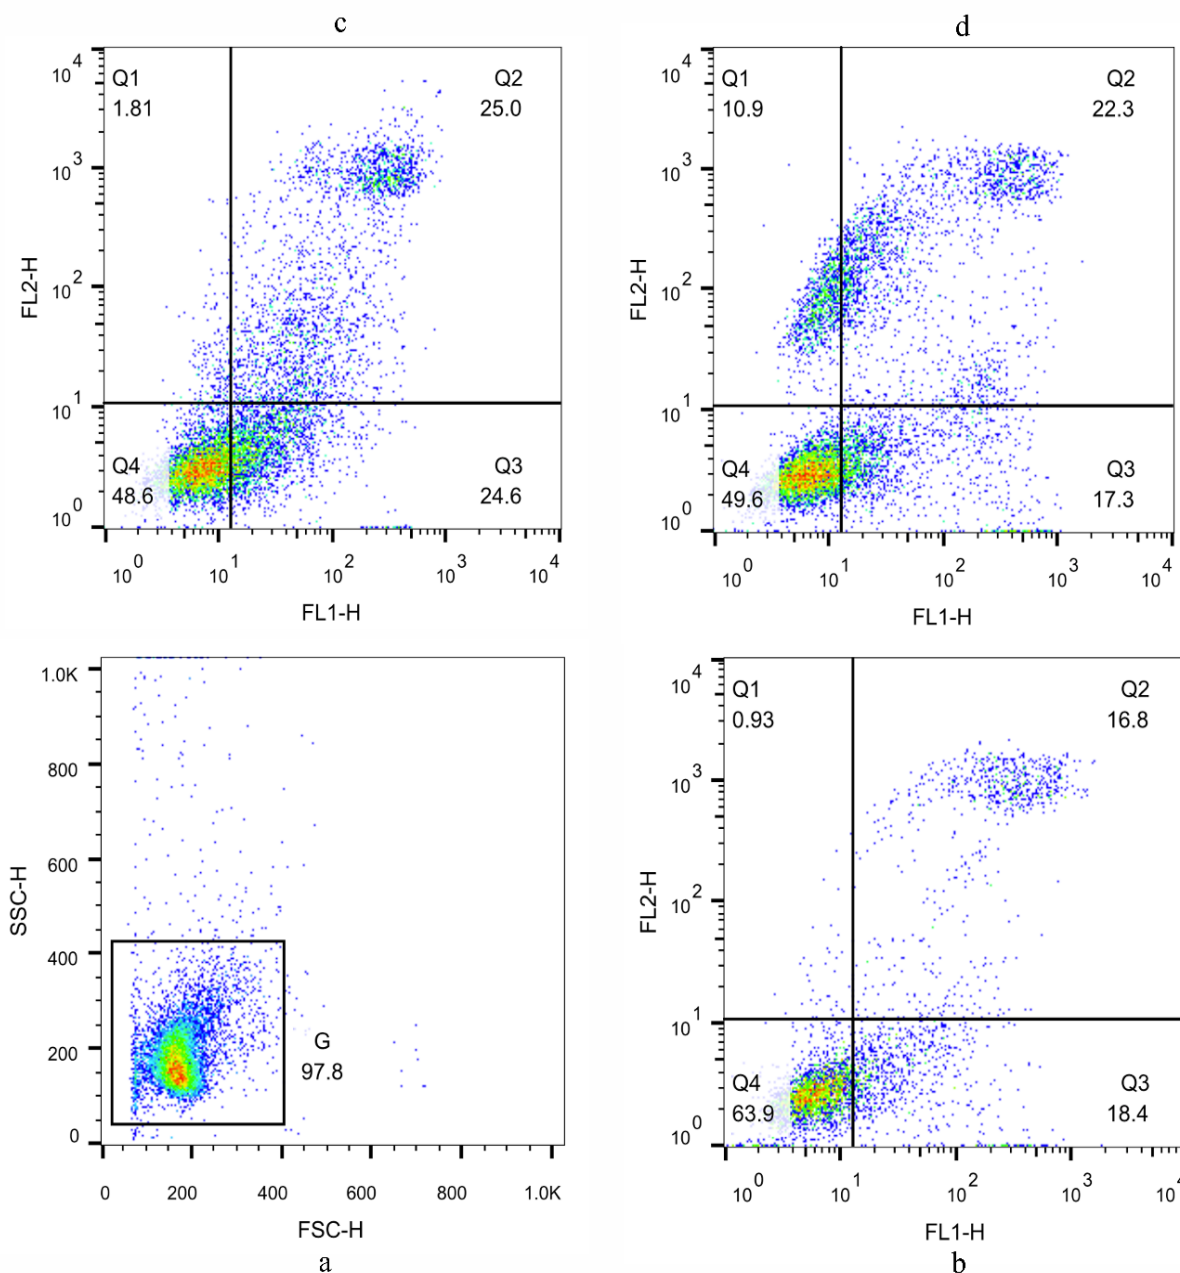 c
10^4
Q1
1.81
Q2
25.0
10^3
FL2-H
10^2
10^1
Q4
48.6
Q3
24.6
10^0
10^0 10^1 10^2 10^3 10^4
FL1-H
d
10^4
Q1
10.9
Q2
22.3
10^3
FL2-H
10^2
10^1
Q4
49.6
Q3
17.3
10^0
10^0 10^1 10^2 10^3 10^4
FL1-H
1.0K
800
600
SSC-H
400
200
G
97.8
0
0 200 400 600 800 1.0K
FSC-H
a
10^4
Q1
0.93
Q2
16.8
10^3
FL2-H
10^2
10^1
Q4
63.9
Q3
18.4
10^0
10^0 10^1 10^2 10^3 10^4
FL1-H
b